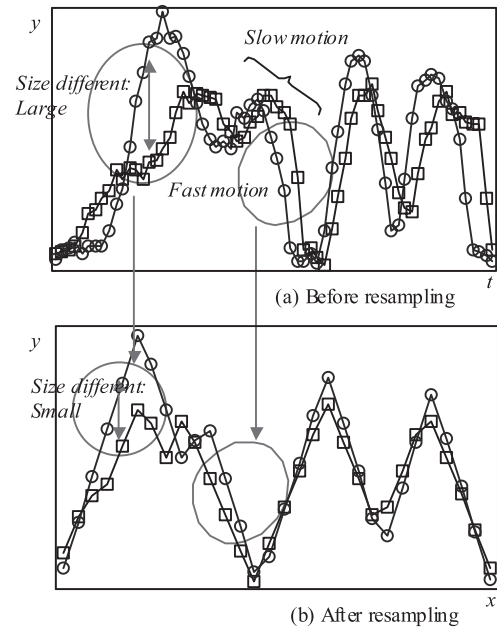 y
Slow motion
Size different:
Large
Fast motion
t
(a) Before resampling
y
Size different:
Small
x
(b) After resampling